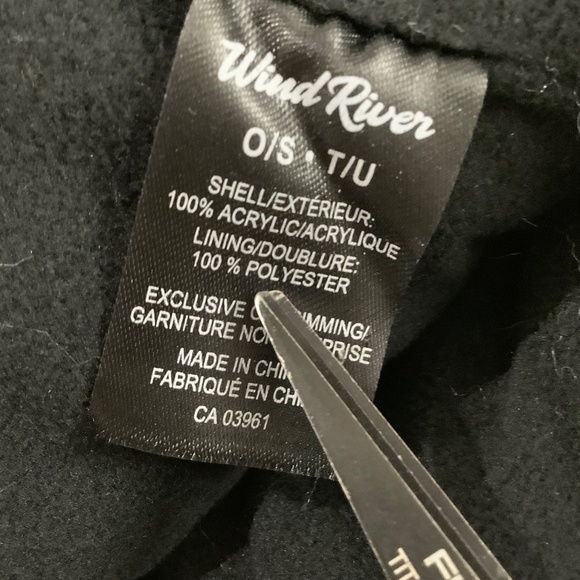 Wind River
O/S • T/U
SHELL/EXTÉRIEUR:
100% ACRYLIC/ACRYLIQUE
LINING/DOUBLURE:
100 % POLYESTER
EXCLUSIVE
GARNITURE
MADE IN
FABRIQUÉ EN
CA 03961